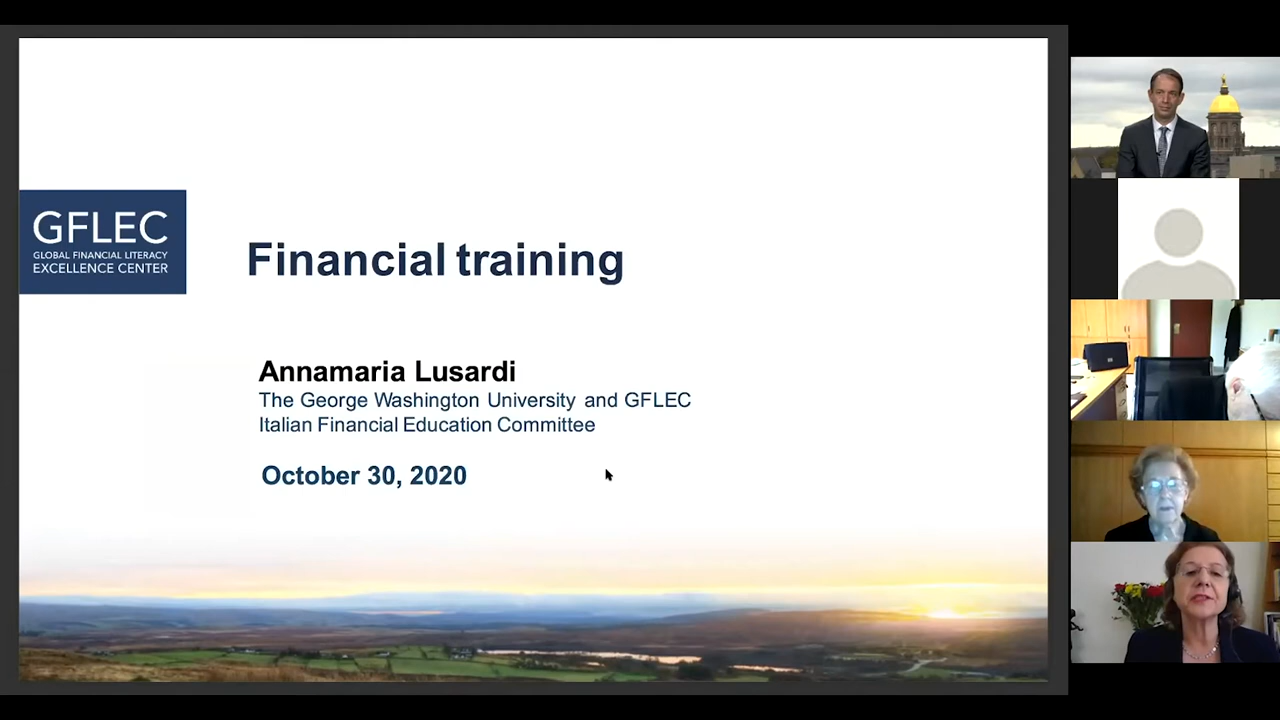 GFLEC
GLOBAL FINANCIAL LITERACY
EXCELLENCE CENTER
Financial training
Annamaria Lusardi
The George Washington University and GFLEC
Italian Financial Education Committee
October 30, 2020